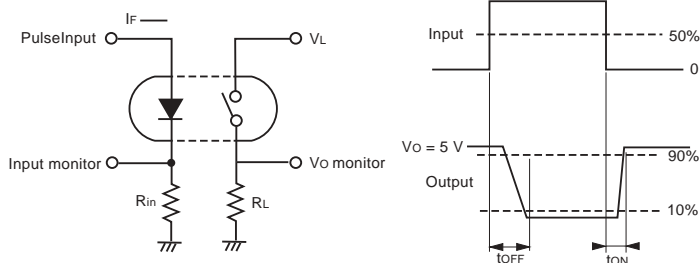 IF
PulseInput
VL
Input monitor
VO monitor
Rin
RL
Input
50%
0
VO = 5 V
90%
Output
10%
tOFF
tON